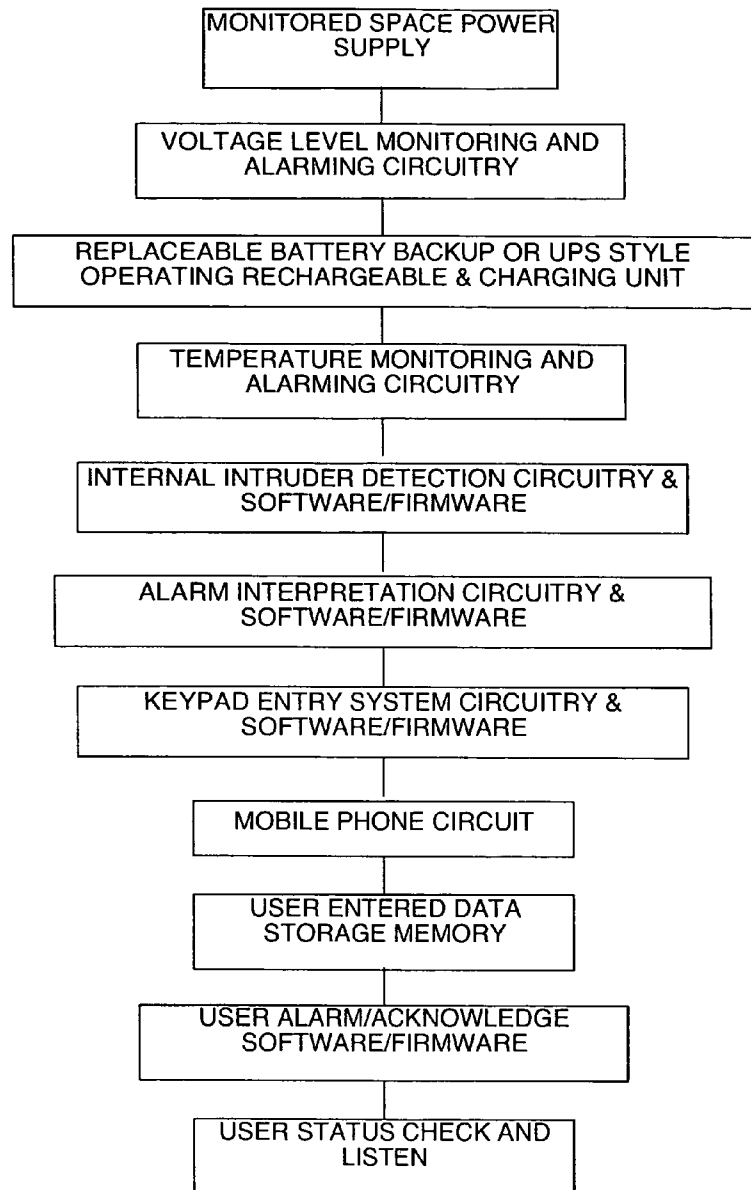 MONITORED SPACE POWER
SUPPLY
VOLTAGE LEVEL MONITORING AND
ALARMING CIRCUITRY
REPLACEABLE BATTERY BACKUP OR UPS STYLE
OPERATING RECHARGEABLE & CHARGING UNIT
TEMPERATURE MONITORING AND
ALARMING CIRCUITRY
INTERNAL INTRUDER DETECTION CIRCUITRY &
SOFTWARE/FIRMWARE
ALARM INTERPRETATION CIRCUITRY &
SOFTWARE/FIRMWARE
KEYPAD ENTRY SYSTEM CIRCUITRY &
SOFTWARE/FIRMWARE
MOBILE PHONE CIRCUIT
USER ENTERED DATA
STORAGE MEMORY
USER ALARM/ACKNOWLEDGE
SOFTWARE/FIRMWARE
USER STATUS CHECK AND
LISTEN